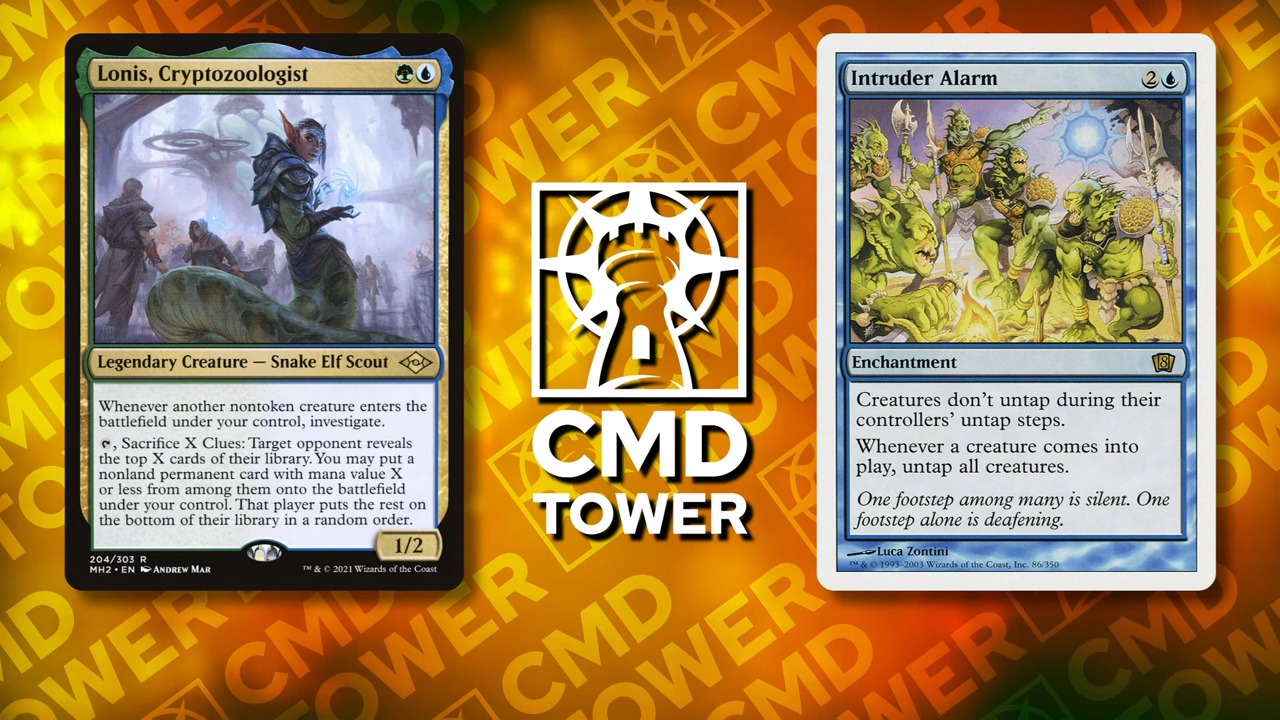 Lonis, Cryptozoologist
Legendary Creature — Snake Elf Scout
Whenever another nontoken creature enters the
battlefield under your control, investigate.
, Sacrifice X Clues: Target opponent reveals
the top X cards of their library. You may put a
nonland permanent card with mana value X
or less from among them onto the battlefield
under your control. That player puts the rest on
the bottom of their library in a random order.
1/2
204/303 R
MH2 • EN Andrew Mar
™ & © 2021 Wizards of the Coast
CMD
TOWER
Intruder Alarm
2
Enchantment
8
Creatures don't untap during their
controllers' untap steps.
Whenever a creature comes into
play, untap all creatures.
One footstep among many is silent. One
footstep alone is deafening.
Luca Zontini
™ & © 1993–2003 Wizards of the Coast, Inc. 86/350